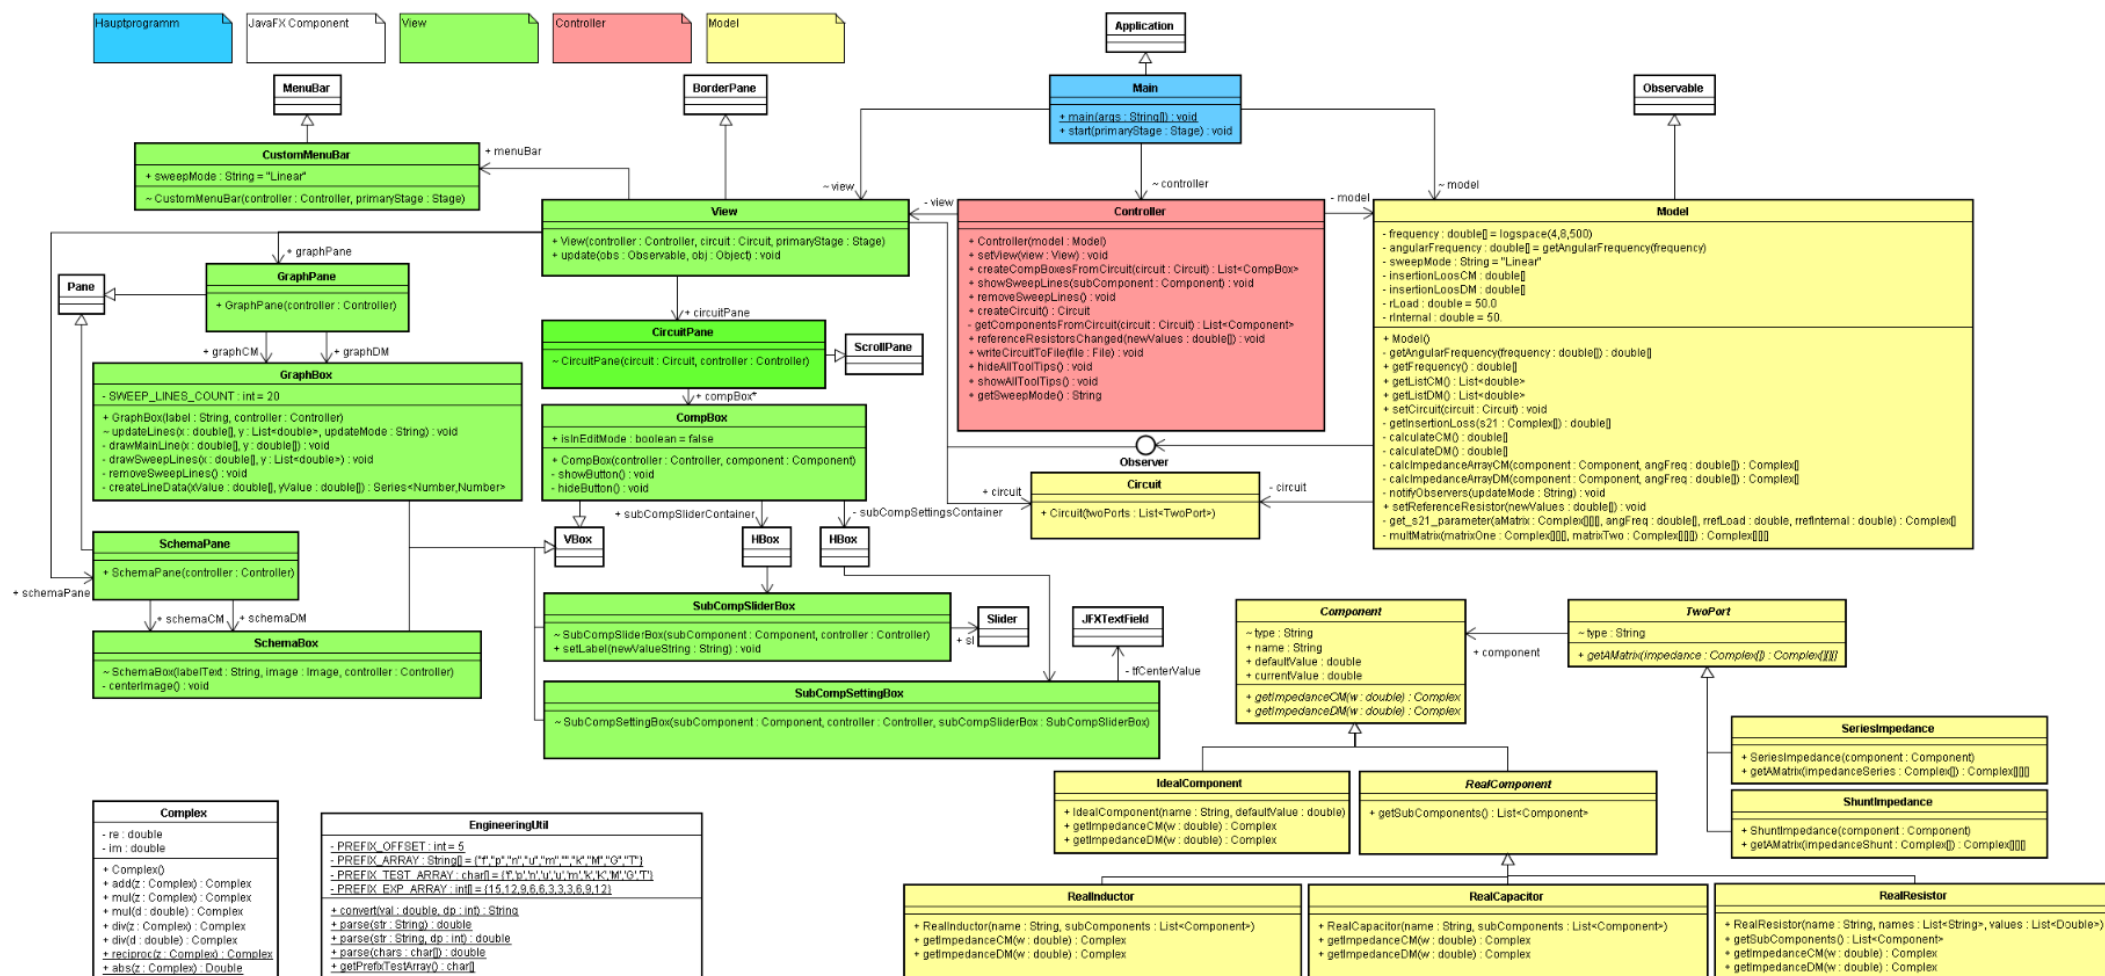 Hauptprogramm
JavaFX Component
View
Controller
Model
Application
MenuBar
BorderPane
Main
+ main(args : String[]) : void
+ start(primaryStage : Stage) : void
Observable
CustomMenuBar
+ sweepMode : String = "Linear"
~ CustomMenuBar(controller : Controller, primaryStage : Stage)
+ menuBar
~ view
~ controller
~ model
- view
- model
View
+ View(controller : Controller, circuit : Circuit, primaryStage : Stage)
+ update(obs : Observable, obj : Object) : void
Controller
+ Controller(model : Model)
+ setView(view : View) : void
+ createCompBoxesFromCircuit(circuit : Circuit) : List<CompBox>
+ showSweepLines(subComponent : Component) : void
+ removeSweepLines() : void
+ createCircuit() : Circuit
- getComponentsFromCircuit(circuit : Circuit) : List<Component>
+ referenceResistorsChanged(newValues : double[]) : void
+ writeCircuitToFile(file : File) : void
+ hideAllToolTips() : void
+ showAllToolTips() : void
+ getSweepMode() : String
Model
- frequency : double[] = logspace(4,8,500)
- angularFrequency : double[] = getAngularFrequency(frequency)
- sweepMode : String = "Linear"
- insertionLoosCM : double[]
- insertionLoosDM : double[]
- rLoad : double = 50.0
- rInternal : double = 50.
+ Model()
- getAngularFrequency(frequency : double[]) : double[]
+ getFrequency() : double[]
+ getListCM() : List<double>
+ getListDM() : List<double>
+ setCircuit(circuit : Circuit) : void
- getInsertionLoss(s21 : Complex[]) : double[]
- calculateCM() : double[]
- calculateDM() : double[]
- calcImpedanceArrayCM(component : Component, angFreq : double[]) : Complex[]
- calcImpedanceArrayDM(component : Component, angFreq : double[]) : Complex[]
- notifyObservers(updateMode : String) : void
+ setReferenceResistor(newValues : double[]) : void
- get_s21_parameter(aMatrix : Complex[][][], angFreq : double[], rrefLoad : double, rrefInternal : double) : Complex[]
- multMatrix(matrixOne : Complex[][][], matrixTwo : Complex[][][]) : Complex[][][]
+ graphPane
Pane
GraphPane
+ GraphPane(controller : Controller)
+ graphCM
+ graphDM
+ circuitPane
CircuitPane
~ CircuitPane(circuit : Circuit, controller : Controller)
ScrollPane
+ compBox*
GraphBox
- SWEEP_LINES_COUNT : int = 20
+ GraphBox(label : String, controller : Controller)
~ updateLines(x : double[], y : List<double>, updateMode : String) : void
- drawMainLine(x : double[], y : double[]) : void
- drawSweepLines(x : double[], y : List<double>) : void
- removeSweepLines() : void
- createLineData(xValue : double[], yValue : double[]) : Series<Number,Number>
CompBox
+ isInEditMode : boolean = false
+ CompBox(controller : Controller, component : Component)
- showButton() : void
- hideButton() : void
Observer
+ circuit
- circuit
Circuit
+ Circuit(twoPorts : List<TwoPort>)
+ subCompSliderContainer
- subCompSettingsContainer
VBox
HBox
HBox
SchemaPane
+ SchemaPane(controller : Controller)
+ schemaPane
+ schemaCM
+ schemaDM
SchemaBox
~ SchemaBox(labelText : String, image : Image, controller : Controller)
- centerImage() : void
SubCompSliderBox
~ SubCompSliderBox(subComponent : Component, controller : Controller)
+ setLabel(newValueString : String) : void
Slider
+ sl
JFXTextField
- tfCenterValue
SubCompSettingBox
~ SubCompSettingBox(subComponent : Component, controller : Controller, subCompSliderBox : SubCompSliderBox)
Component
~ type : String
+ name : String
+ defaultValue : double
+ currentValue : double
+ getImpedanceCM(w : double) : Complex
+ getImpedanceDM(w : double) : Complex
+ component
TwoPort
~ type : String
+ getAMatrix(impedance : Complex[]) : Complex[][][]
SeriesImpedance
+ SeriesImpedance(component : Component)
+ getAMatrix(impedanceSeries : Complex[]) : Complex[][][]
ShuntImpedance
+ ShuntImpedance(component : Component)
+ getAMatrix(impedanceShunt : Complex[]) : Complex[][][]
IdealComponent
+ IdealComponent(name : String, defaultValue : double)
+ getImpedanceCM(w : double) : Complex
+ getImpedanceDM(w : double) : Complex
RealComponent
+ getSubComponents() : List<Component>
Complex
- re : double
- im : double
+ Complex()
+ add(z : Complex) : Complex
+ mul(z : Complex) : Complex
+ mul(d : double) : Complex
+ div(z : Complex) : Complex
+ div(d : double) : Complex
+ reciproc(z : Complex) : Complex
+ abs(z : Complex) : Double
EngineeringUtil
- PREFIX_OFFSET : int = 5
- PREFIX_ARRAY : String[] = {"f","p","n","u","m","","k","M","G","T"}
- PREFIX_TEST_ARRAY : char[] = {'f','p','n','u','u','m','k','K','M','G','T'}
- PREFIX_EXP_ARRAY : int[] = {15,12,9,6,6,3,3,3,6,9,12}
+ convert(val : double, dp : int) : String
+ parse(str : String) : double
+ parse(str : String, dp : int) : double
+ parse(chars : char[]) : double
+ getPrefixTestArray() : char[]
RealInductor
+ RealInductor(name : String, subComponents : List<Component>)
+ getImpedanceCM(w : double) : Complex
+ getImpedanceDM(w : double) : Complex
RealCapacitor
+ RealCapacitor(name : String, subComponents : List<Component>)
+ getImpedanceCM(w : double) : Complex
+ getImpedanceDM(w : double) : Complex
RealResistor
+ RealResistor(name : String, names : List<String>, values : List<Double>)
+ getSubComponents() : List<Component>
+ getImpedanceCM(w : double) : Complex
+ getImpedanceDM(w : double) : Complex